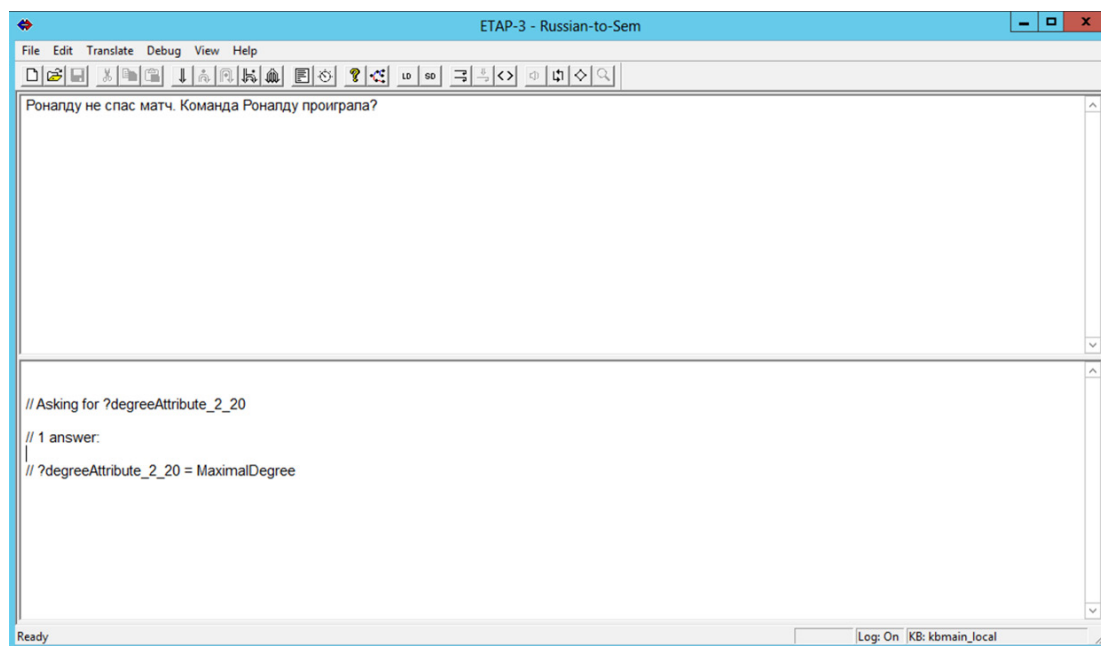 ETAP-3 - Russian-to-Sem
File Edit Translate Debug View Help
LD SD
Роналду не спас матч. Команда Роналду проиграла?
// Asking for ?degreeAttribute_2_20
// 1 answer:
// ?degreeAttribute_2_20 = MaximalDegree
Ready Log: On KB: kbmain_local